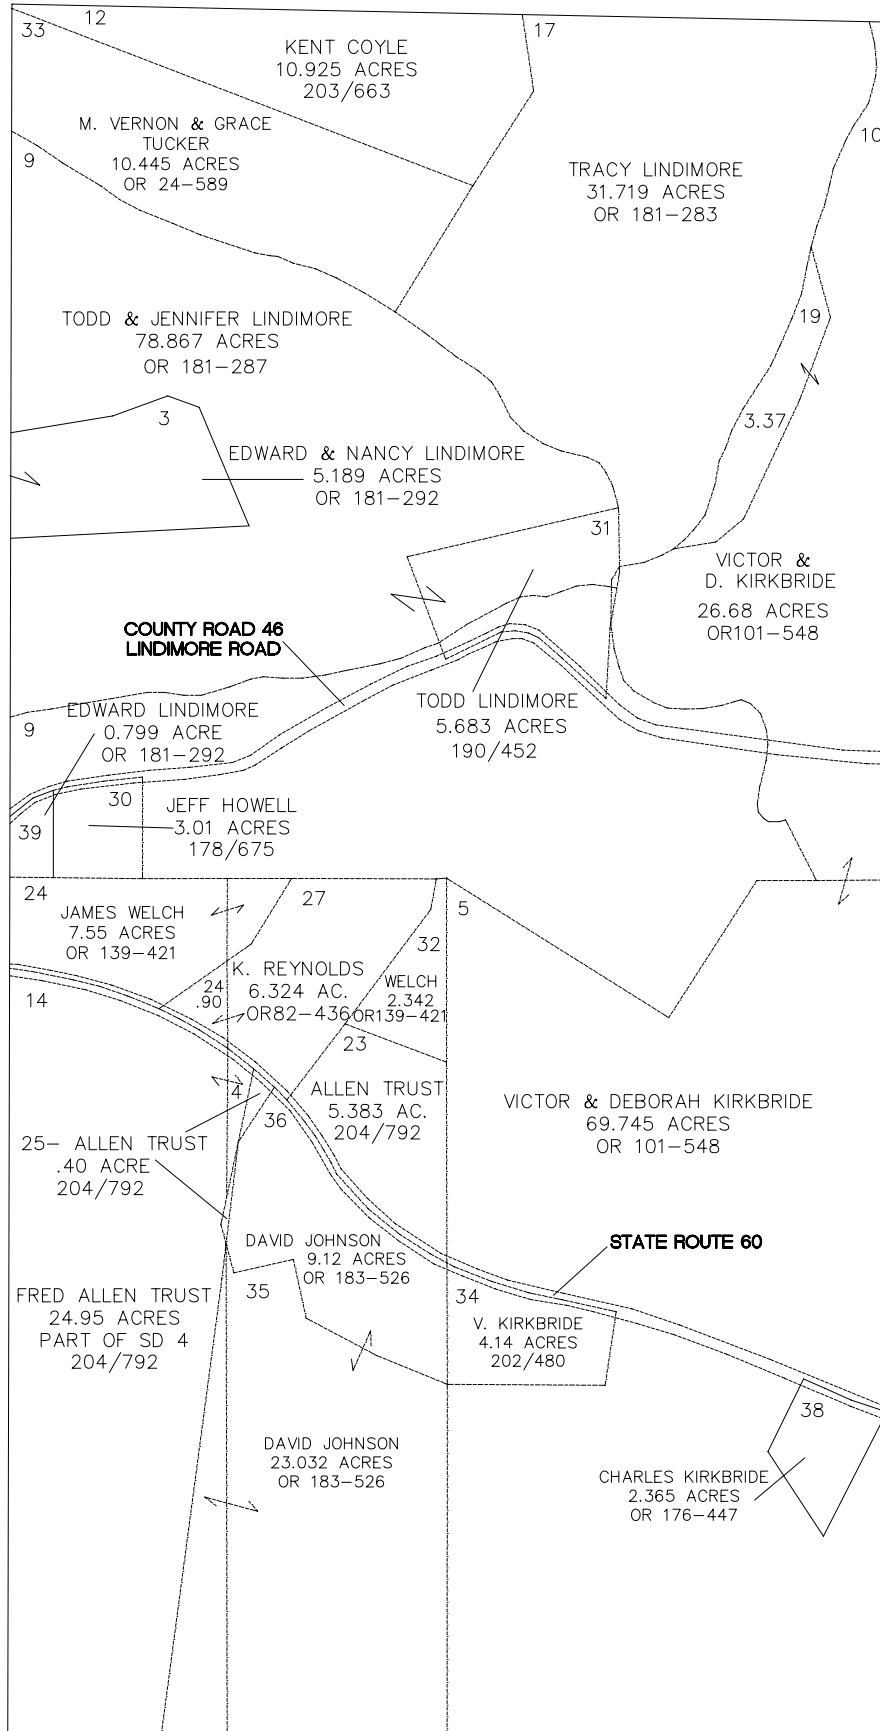 33
12
KENT COYLE
10.925 ACRES
203/663
17
M. VERNON & GRACE
TUCKER
10.445 ACRES
OR 24-589
9
10
TRACY LINDIMORE
31.719 ACRES
OR 181-283
TODD & JENNIFER LINDIMORE
78.867 ACRES
OR 181-287
19
3.37
3
EDWARD & NANCY LINDIMORE
5.189 ACRES
OR 181-292
31
VICTOR &
D. KIRKBRIDE
26.68 ACRES
OR101-548
COUNTY ROAD 46
LINDIMORE ROAD
TODD LINDIMORE
5.683 ACRES
190/452
9
EDWARD LINDIMORE
0.799 ACRE
OR 181-292
30
JEFF HOWELL
3.01 ACRES
178/675
39
24
JAMES WELCH
7.55 ACRES
OR 139-421
27
5
32
K. REYNOLDS
6.324 AC.
OR82-436
24
.90
WELCH
2.342
OR139-421
14
23
4
36
ALLEN TRUST
5.383 AC.
204/792
VICTOR & DEBORAH KIRKBRIDE
69.745 ACRES
OR 101-548
25- ALLEN TRUST
.40 ACRE
204/792
DAVID JOHNSON
9.12 ACRES
OR 183-526
STATE ROUTE 60
35
34
FRED ALLEN TRUST
24.95 ACRES
PART OF SD 4
204/792
V. KIRKBRIDE
4.14 ACRES
202/480
38
DAVID JOHNSON
23.032 ACRES
OR 183-526
CHARLES KIRKBRIDE
2.365 ACRES
OR 176-447